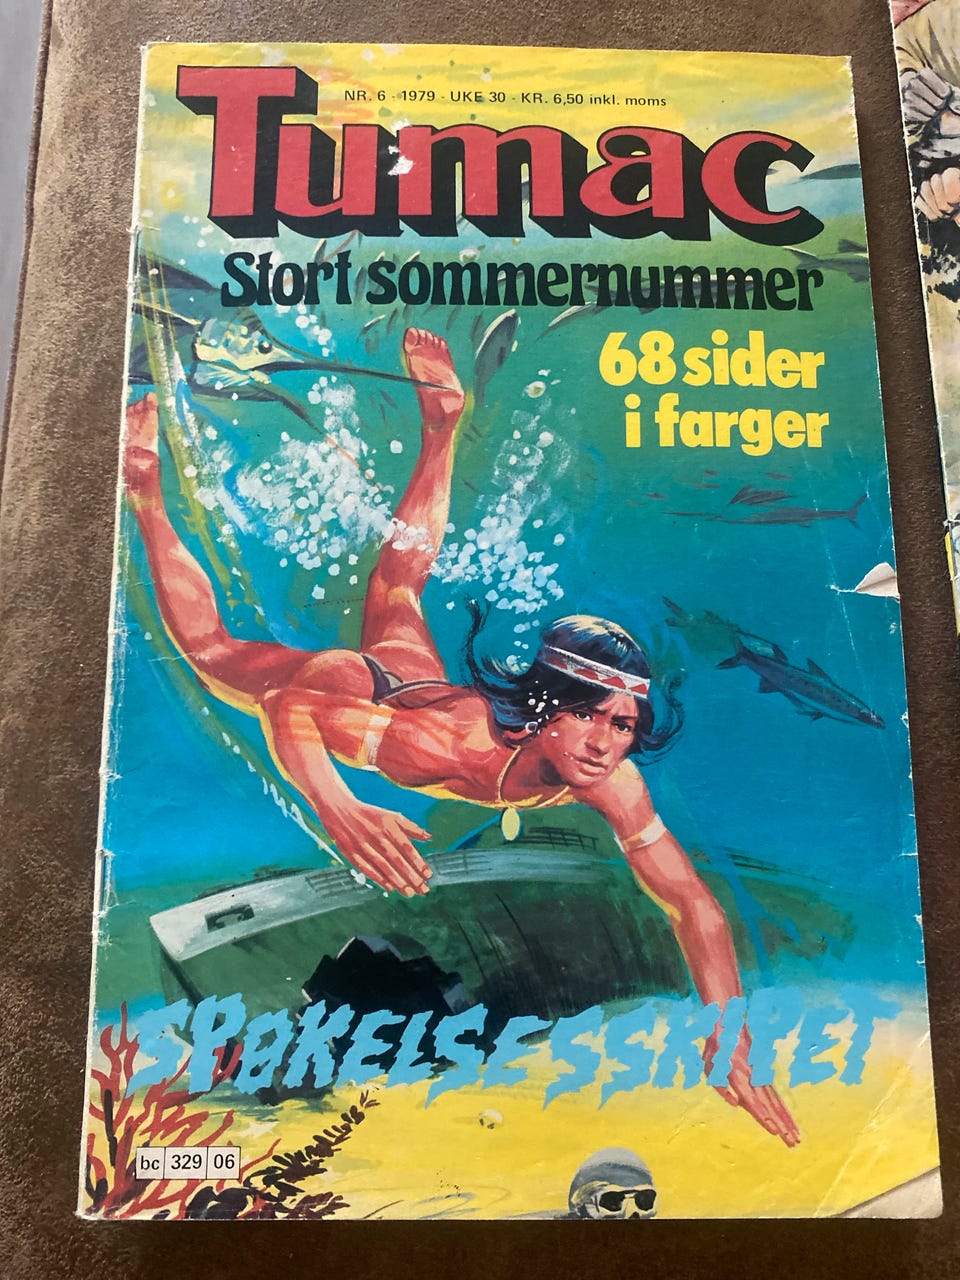 NR. 6 - 1979 - UKE 30 - KR. 6,50 inkl. moms
Tumac
Stort sommernummer
68 sider
i farger
SPØKELSESSKIPET
bc 329 06